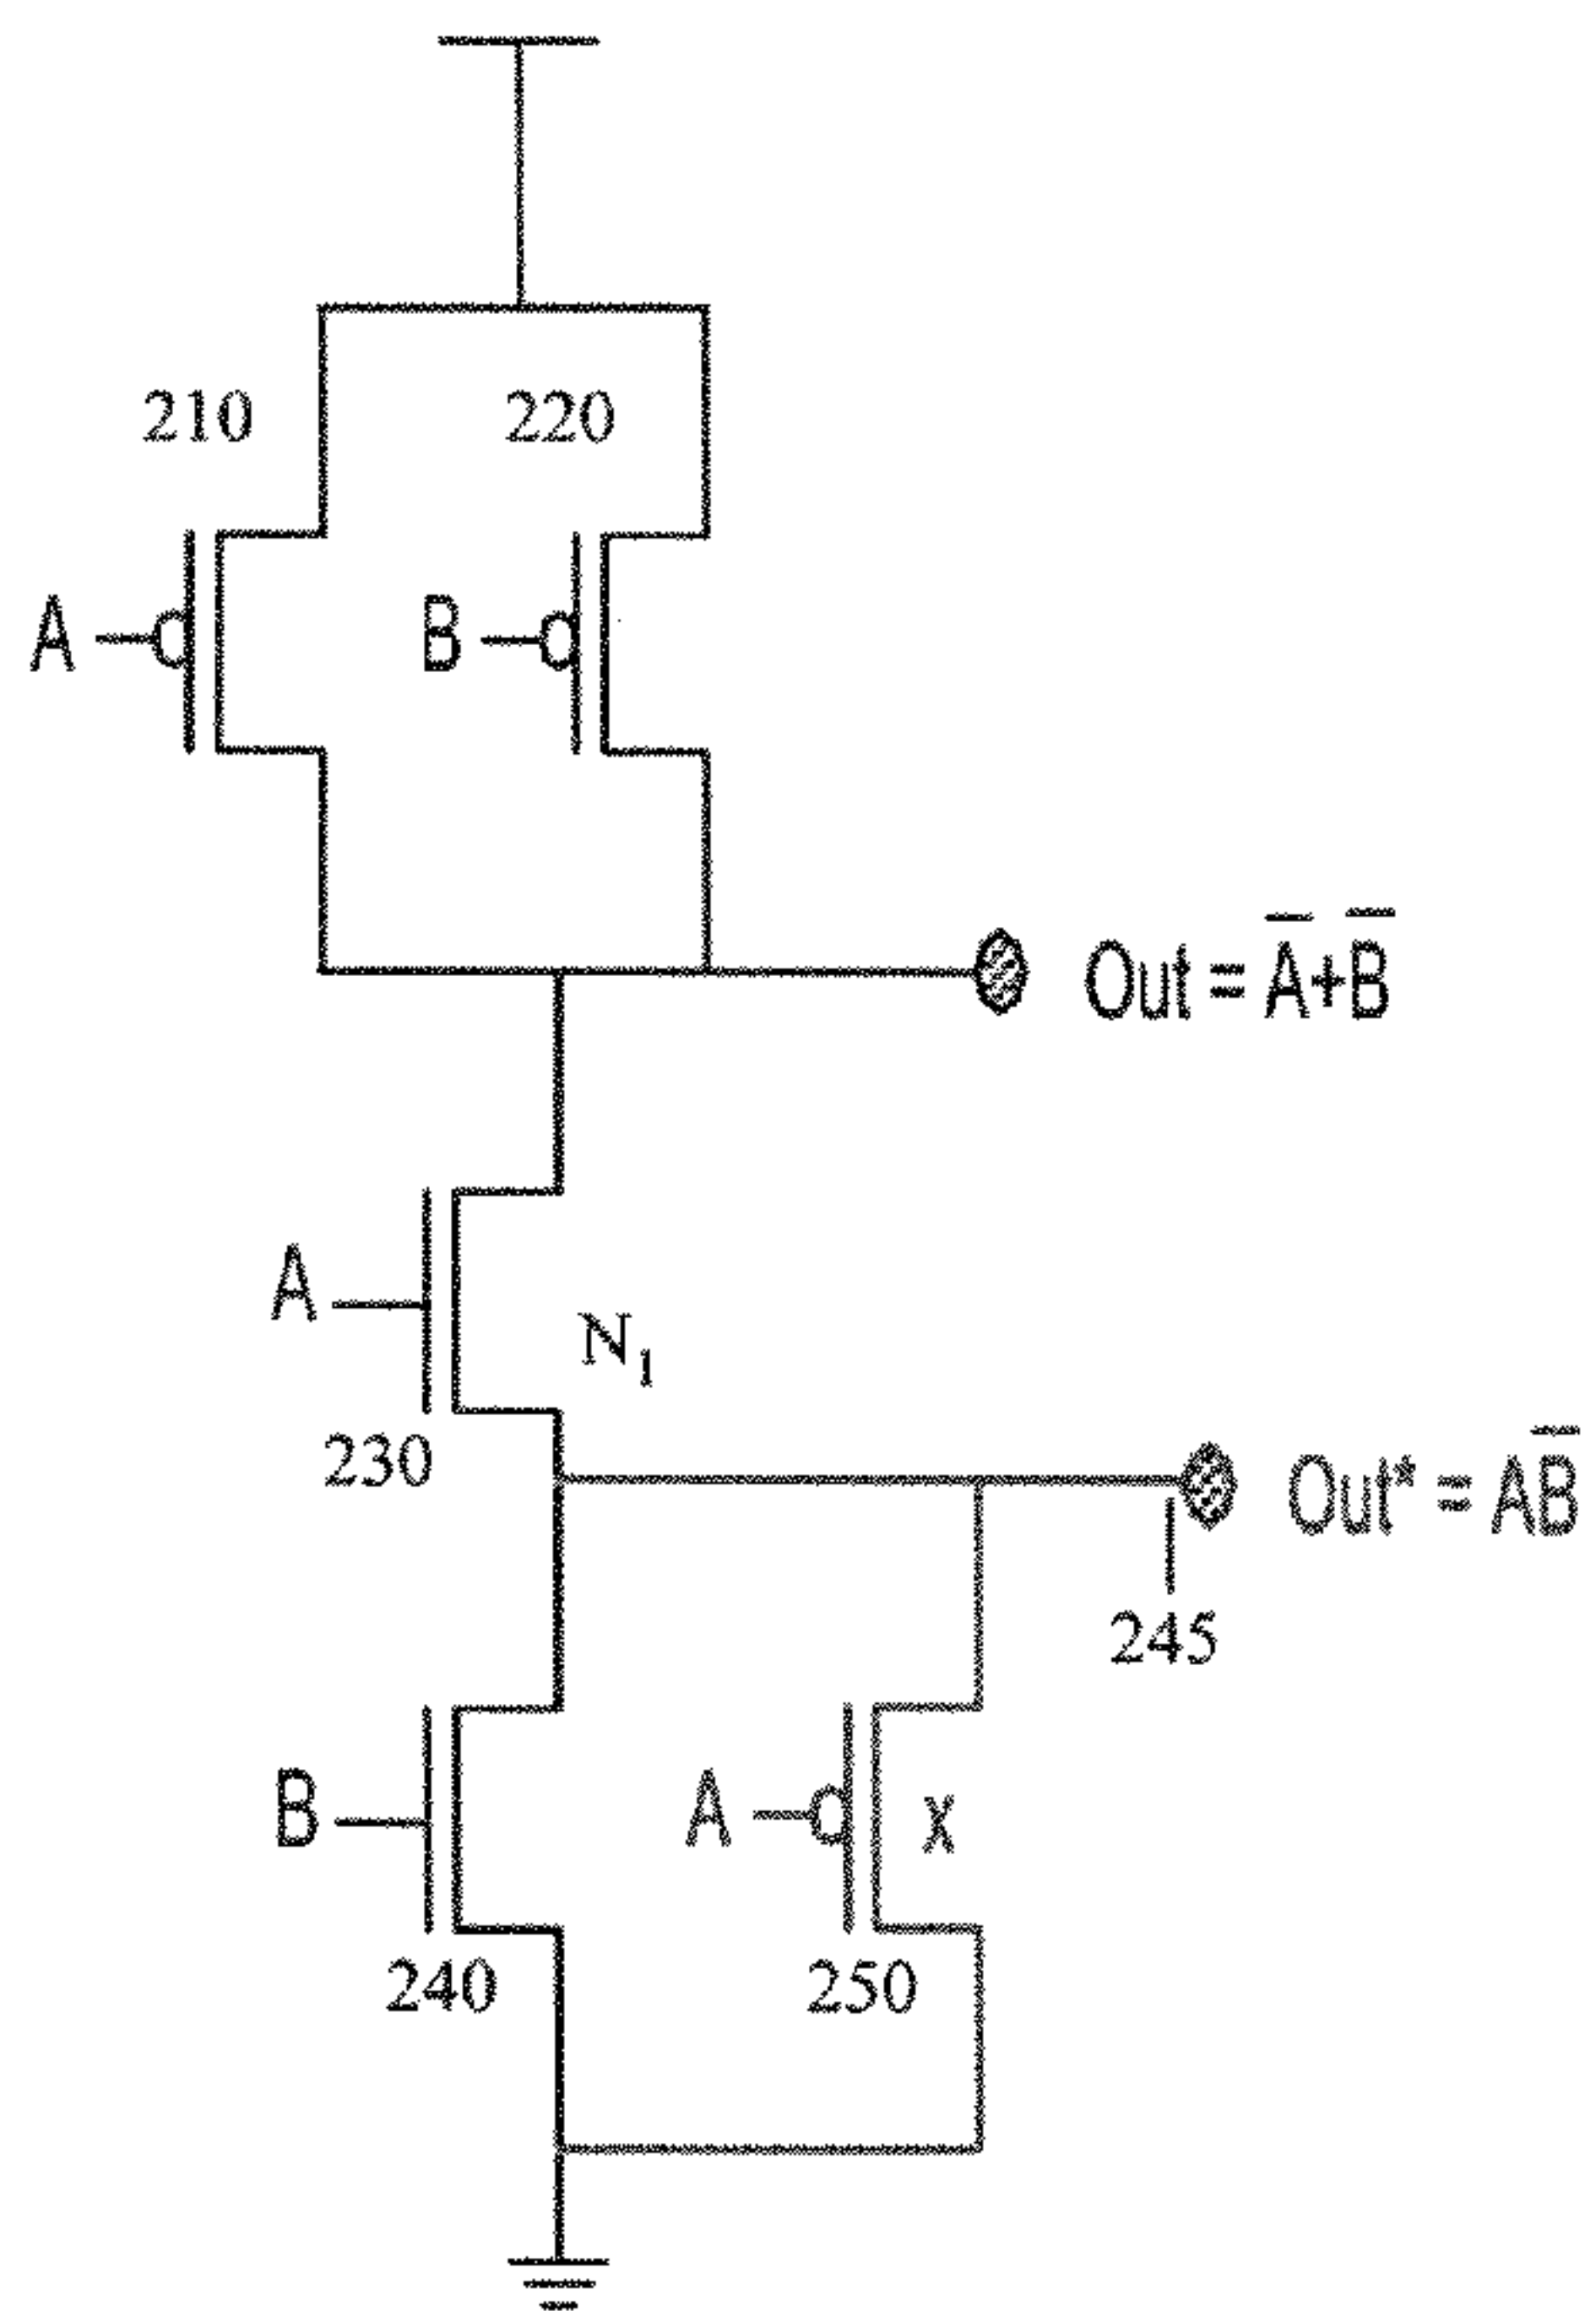 210
220
A
B
Out = A̅+B̅
A
N₁
230
Out* = AB̅
245
B
A
x
240
250